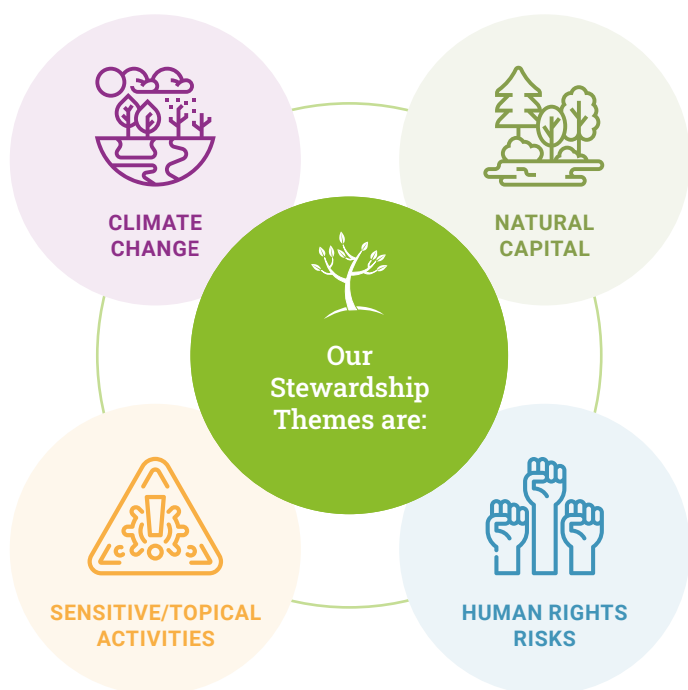 CLIMATE
CHANGE
NATURAL
CAPITAL
Our
Stewardship
Themes are:
SENSITIVE/TOPICAL
ACTIVITIES
HUMAN RIGHTS
RISKS